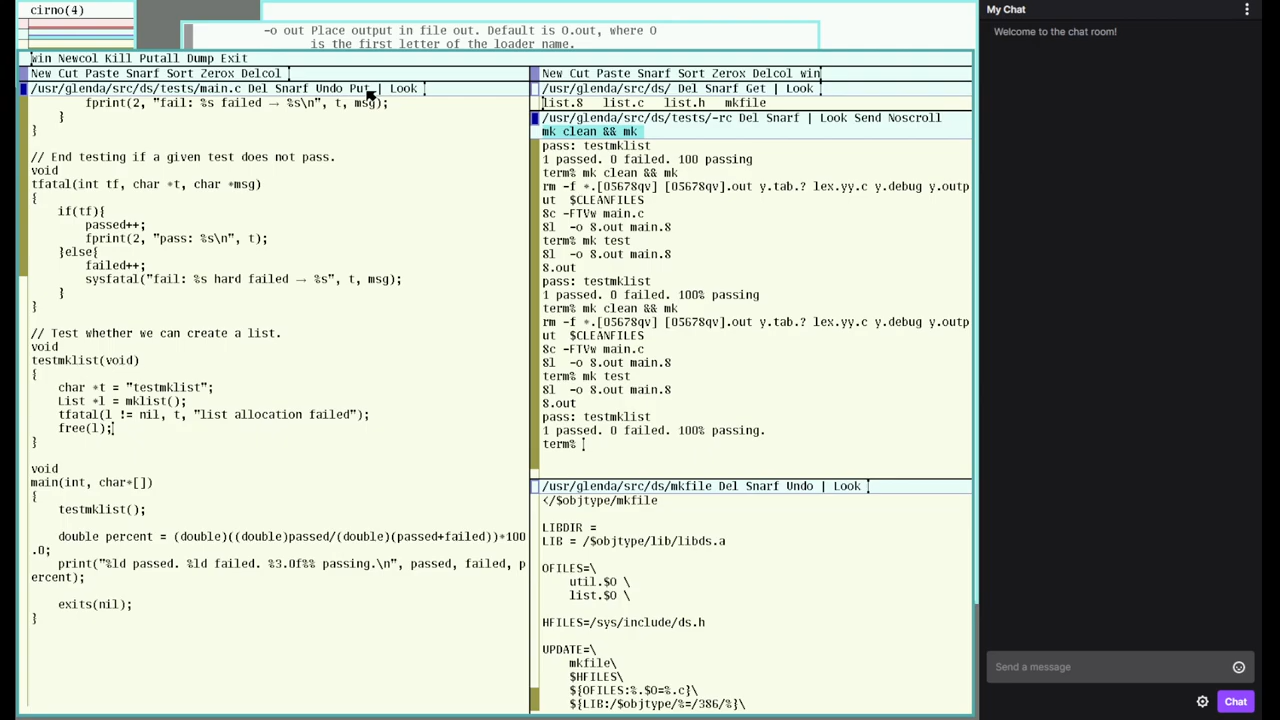 cirno(4)
-o out Place output in file out. Default is O.out, where O
is the first letter of the loader name.
win Newcol Kill Putall Dump Exit
New Cut Paste Snarf Sort Zerox Delcol
/usr/glenda/src/ds/tests/main.c Del Snarf Undo Put | Look
fprint(2, "fail: %s failed → %s\n", t, msg);
}
}
// End testing if a given test does not pass.
void
tfatal(int tf, char *t, char *msg)
{
if(tf){
passed++;
fprint(2, "pass: %s\n", t);
}else{
failed++;
sysfatal("fail: %s hard failed → %s", t, msg);
}
}
// Test whether we can create a list.
void
testmklist(void)
{
char *t = "testmklist";
List *l = mklist();
tfatal(l != nil, t, "list allocation failed");
free(l);
}
void
main(int, char*[])
{
testmklist();
double percent = (double)((double)passed/(double)(passed+failed))*100
.0;
print("%ld passed. %ld failed. %3.0f%% passing.\n", passed, failed, p
ercent);
exits(nil);
}
New Cut Paste Snarf Sort Zerox Delcol win
/usr/glenda/src/ds/ Del Snarf Get | Look
list.8 list.c list.h mkfile
/usr/glenda/src/ds/tests/-rc Del Snarf | Look Send Noscroll
mk clean && mk
pass: testmklist
1 passed. 0 failed. 100 passing
term% mk clean && mk
rm -f *.[05678qv] [05678qv].out y.tab.? lex.yy.c y.debug y.outp
ut $CLEANFILES
8c -FTVw main.c
8l -o 8.out main.8
term% mk test
8l -o 8.out main.8
8.out
pass: testmklist
1 passed. 0 failed. 100% passing
term% mk clean && mk
rm -f *.[05678qv] [05678qv].out y.tab.? lex.yy.c y.debug y.outp
ut $CLEANFILES
8c -FTVw main.c
8l -o 8.out main.8
term% mk test
8l -o 8.out main.8
8.out
pass: testmklist
1 passed. 0 failed. 100% passing.
term%
/usr/glenda/src/ds/mkfile Del Snarf Undo | Look
</$objtype/mkfile
LIBDIR =
LIB = /$objtype/lib/libds.a
OFILES=\
util.$O \
list.$O \
HFILES=/sys/include/ds.h
UPDATE=\
mkfile\
$HFILES\
${OFILES:%.$O=%.c}\
${LIB:/$objtype/%=/386/%}\
My Chat
Welcome to the chat room!
Send a message
Chat